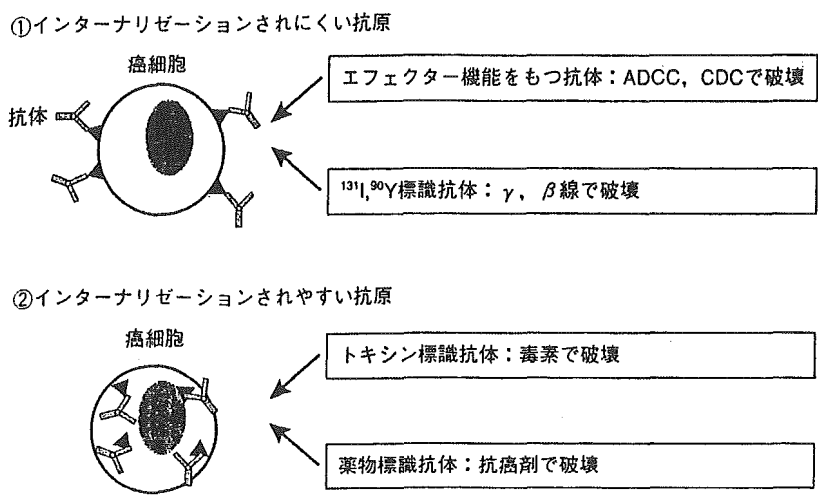 ①インターナリゼーションされにくい抗原
癌細胞
抗体
エフェクター機能をもつ抗体：ADCC，CDCで破壊
¹³¹I,⁹⁰Y標識抗体：γ，β線で破壊
②インターナリゼーションされやすい抗原
癌細胞
トキシン標識抗体：毒素で破壊
薬物標識抗体：抗癌剤で破壊